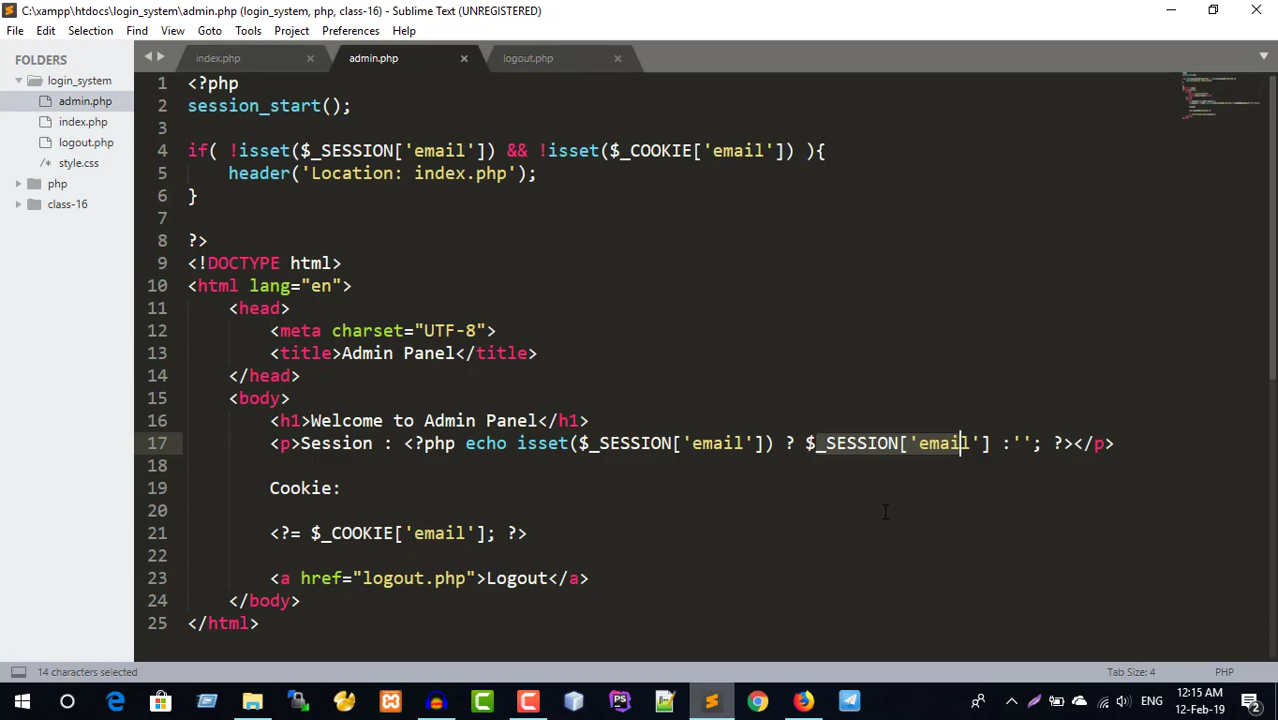 C:\xampp\htdocs\login_system\admin.php (login_system, php, class-16) - Sublime Text (UNREGISTERED)
File Edit Selection Find View Goto Tools Project Preferences Help
FOLDERS
login_system
admin.php
index.php
logout.php
/* style.css
php
class-16
index.php × admin.php × logout.php ×
1 <?php
2 session_start();
3
4 if( !isset($_SESSION['email']) && !isset($_COOKIE['email']) ){
5 header('Location: index.php');
6 }
7
8 ?>
9 <!DOCTYPE html>
10 <html lang="en">
11 <head>
12 <meta charset="UTF-8">
13 <title>Admin Panel</title>
14 </head>
15 <body>
16 <h1>Welcome to Admin Panel</h1>
17 <p>Session : <?php echo isset($_SESSION['email']) ? $_SESSION['email'] :''; ?></p>
18
19 Cookie:
20
21 <?= $_COOKIE['email']; ?>
22
23 <a href="logout.php">Logout</a>
24 </body>
25 </html>
14 characters selected
Tab Size: 4
PHP
PS
ENG
12:15 AM
12-Feb-19
2